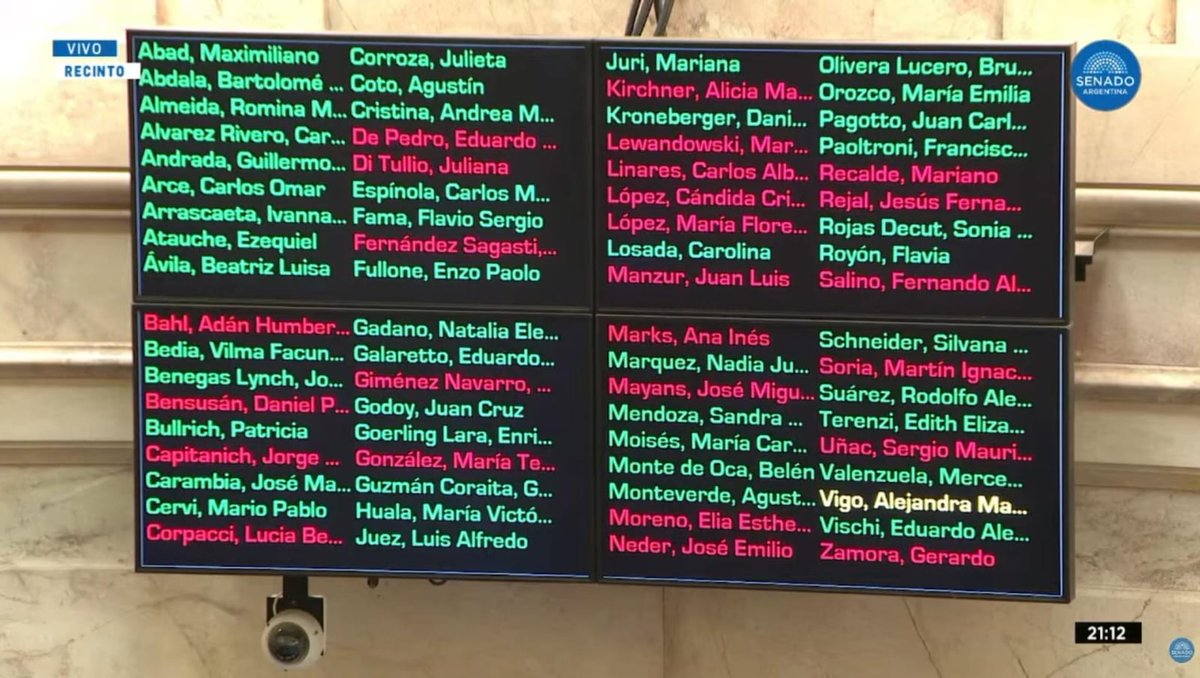 VIVO
RECINTO
SENADO
ARGENTINA
Abad, Maximiliano
Abdala, Bartolomé ...
Almeida, Romina M...
Alvarez Rivero, Car...
Andrada, Guillermo...
Arce, Carlos Omar
Arrascaeta, Ivanna...
Atauche, Ezequiel
Ávila, Beatriz Luisa
Corroza, Julieta
Coto, Agustín
Cristina, Andrea M...
De Pedro, Eduardo ...
Di Tullio, Juliana
Espínola, Carlos M...
Fama, Flavio Sergio
Fernández Sagasti,...
Fullone, Enzo Paolo
Juri, Mariana
Kirchner, Alicia Ma...
Kroneberger, Dani...
Lewandowski, Mar...
Linares, Carlos Alb...
López, Cándida Cri...
López, María Flore...
Losada, Carolina
Manzur, Juan Luis
Olivera Lucero, Bru...
Orozco, María Emilia
Pagotto, Juan Carl...
Paoltroni, Francisc...
Recalde, Mariano
Rejal, Jesús Ferna...
Rojas Decut, Sonia ...
Royón, Flavia
Salino, Fernando Al...
Bahl, Adán Humber...
Bedia, Vilma Facun...
Benegas Lynch, Jo...
Bensusán, Daniel P...
Bullrich, Patricia
Capitanich, Jorge ...
Carambia, José Ma...
Cervi, Mario Pablo
Corpacci, Lucia Be...
Gadano, Natalia Ele...
Galaretto, Eduardo...
Giménez Navarro, ...
Godoy, Juan Cruz
Goerling Lara, Enri...
González, María Te...
Guzmán Coraita, G...
Huala, María Victó...
Juez, Luis Alfredo
Marks, Ana Inés
Marquez, Nadia Ju...
Mayans, José Migu...
Mendoza, Sandra ...
Moisés, María Car...
Monte de Oca, Belén
Monteverde, Agust...
Moreno, Elia Esthe...
Neder, José Emilio
Schneider, Silvana ...
Soria, Martín Ignac...
Suárez, Rodolfo Ale...
Terenzi, Edith Eliza...
Uñac, Sergio Mauri...
Valenzuela, Merce...
Vigo, Alejandra Ma...
Vischi, Eduardo Ale...
Zamora, Gerardo
21:12
SENADO